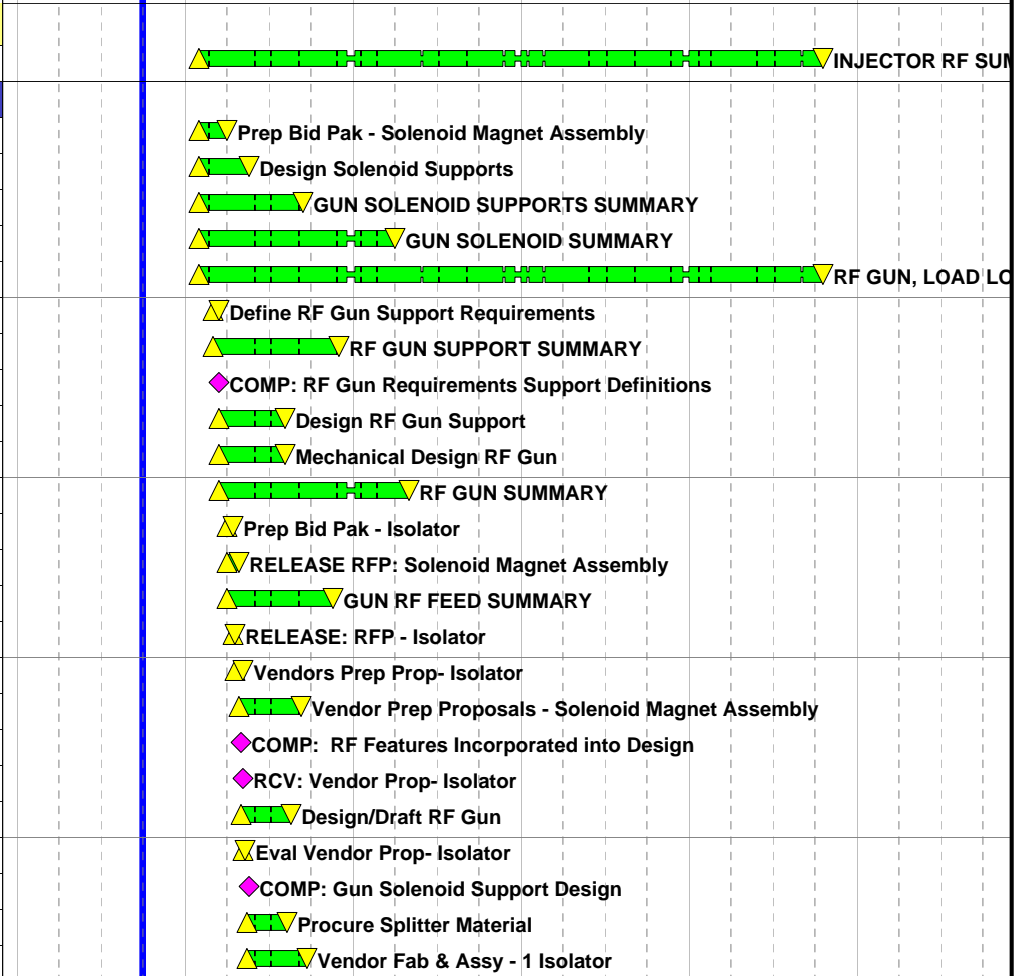 INJECTOR RF
Prep Bid Pak - Solenoid Magnet Assembly
Design Solenoid Supports
GUN SOLENOID SUPPORTS SUMMARY
GUN SOLENOID SUMMARY
RF GUN, LOAD
Define RF Gun Support Requirements
RF GUN SUPPORT SUMMARY
COMP: RF Gun Requirements Support Definitions
Design RF Gun Support
Mechanical Design RF Gun
RF GUN SUMMARY
Prep Bid Pak - Isolator
RELEASE RFP: Solenoid Magnet Assembly
GUN RF FEED SUMMARY
RELEASE: RFP - Isolator
Vendors Prep Prop- Isolator
Vendor Prep Proposals - Solenoid Magnet Assembly
COMP:  RF Features Incorporated into Design
RCV: Vendor Prop- Isolator
Design/Draft RF Gun
Eval Vendor Prop- Isolator
COMP: Gun Solenoid Support Design
Procure Splitter Material
Vendor Fab & Assy - 1 Isolator